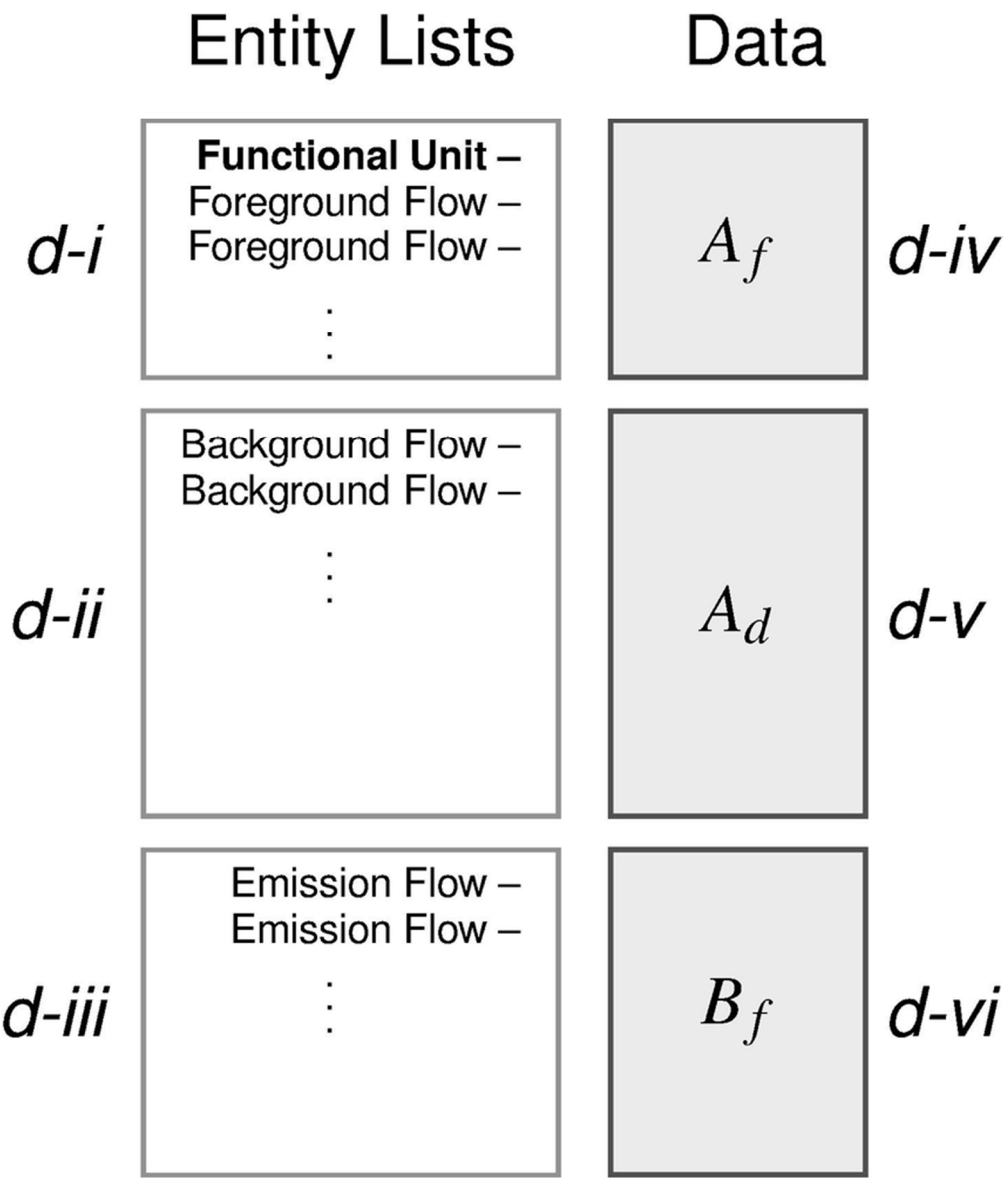 Entity Lists Data
Functional Unit –
Foreground Flow –
Foreground Flow –
⋮
d-i
A_f
d-iv
Background Flow –
Background Flow –
⋮
d-ii
A_d
d-v
Emission Flow –
Emission Flow –
⋮
d-iii
B_f
d-vi